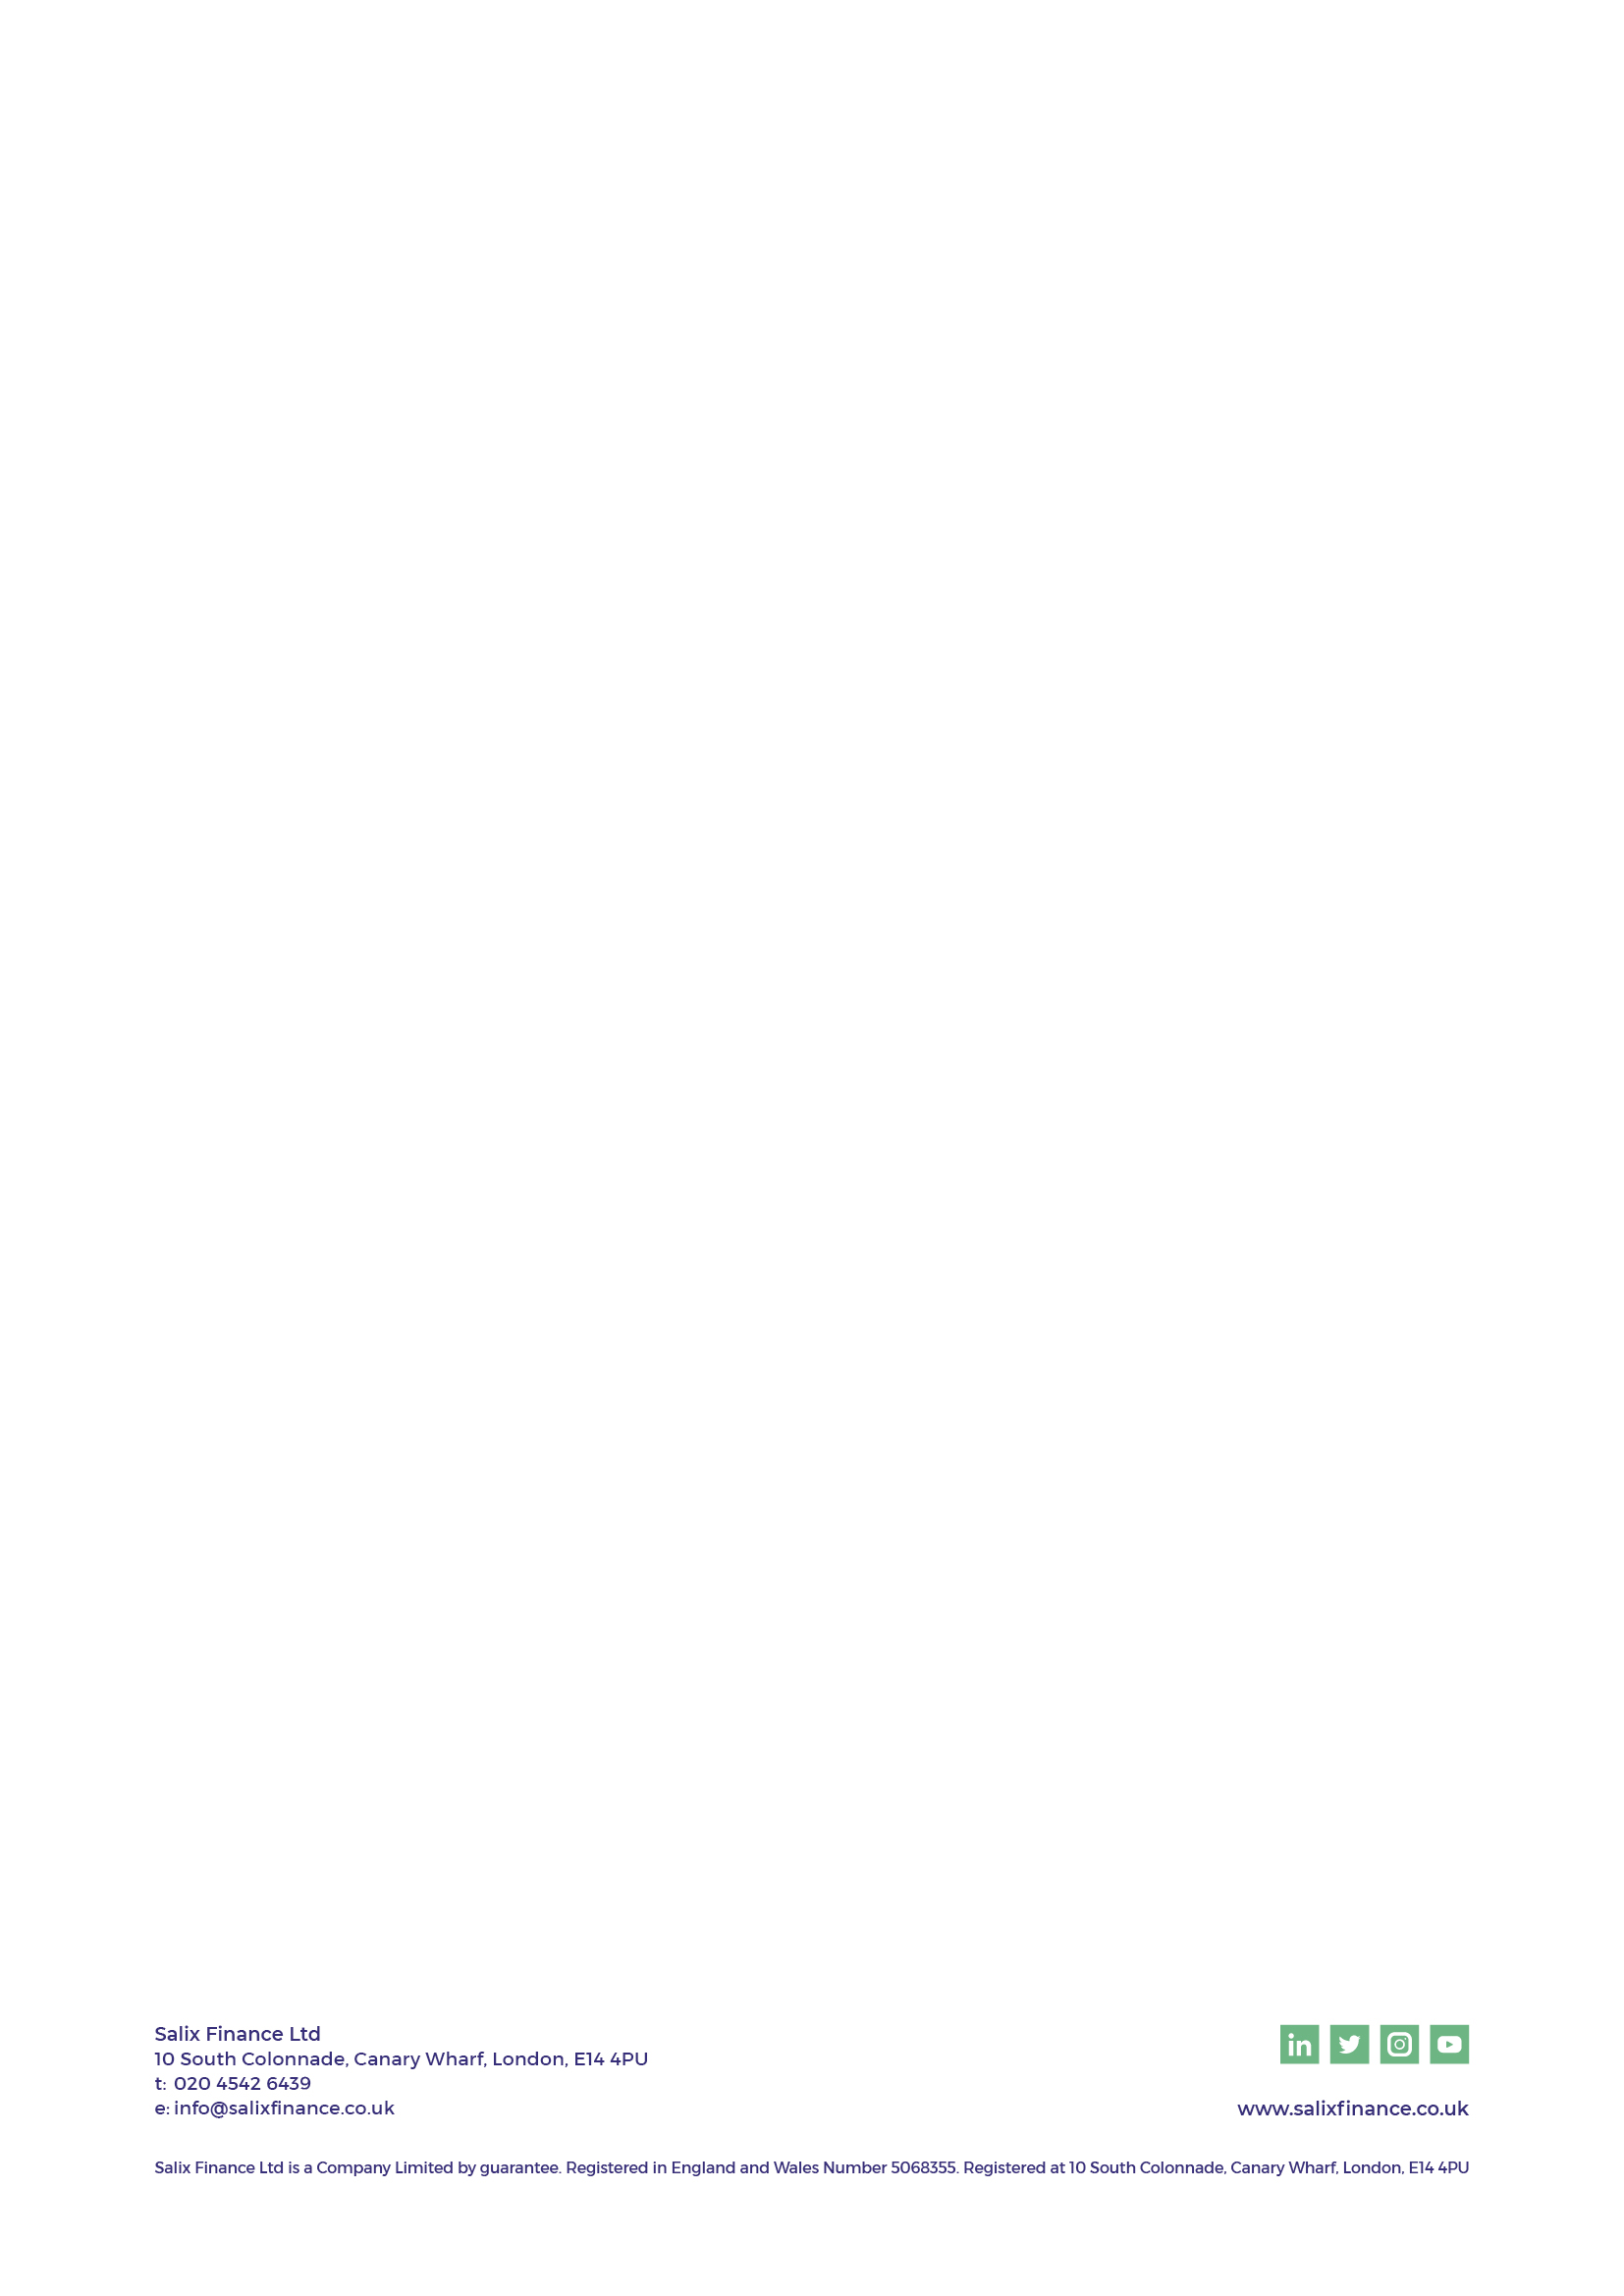 Salix Finance Ltd
10 South Colonnade, Canary Wharf, London, E14 4PU
t: 020 4542 6439
e: info@salixfinance.co.uk
www.salixfinance.co.uk
Salix Finance Ltd is a Company Limited by guarantee. Registered in England and Wales Number 5068355. Registered at 10 South Colonnade, Canary Wharf, London, E14 4PU